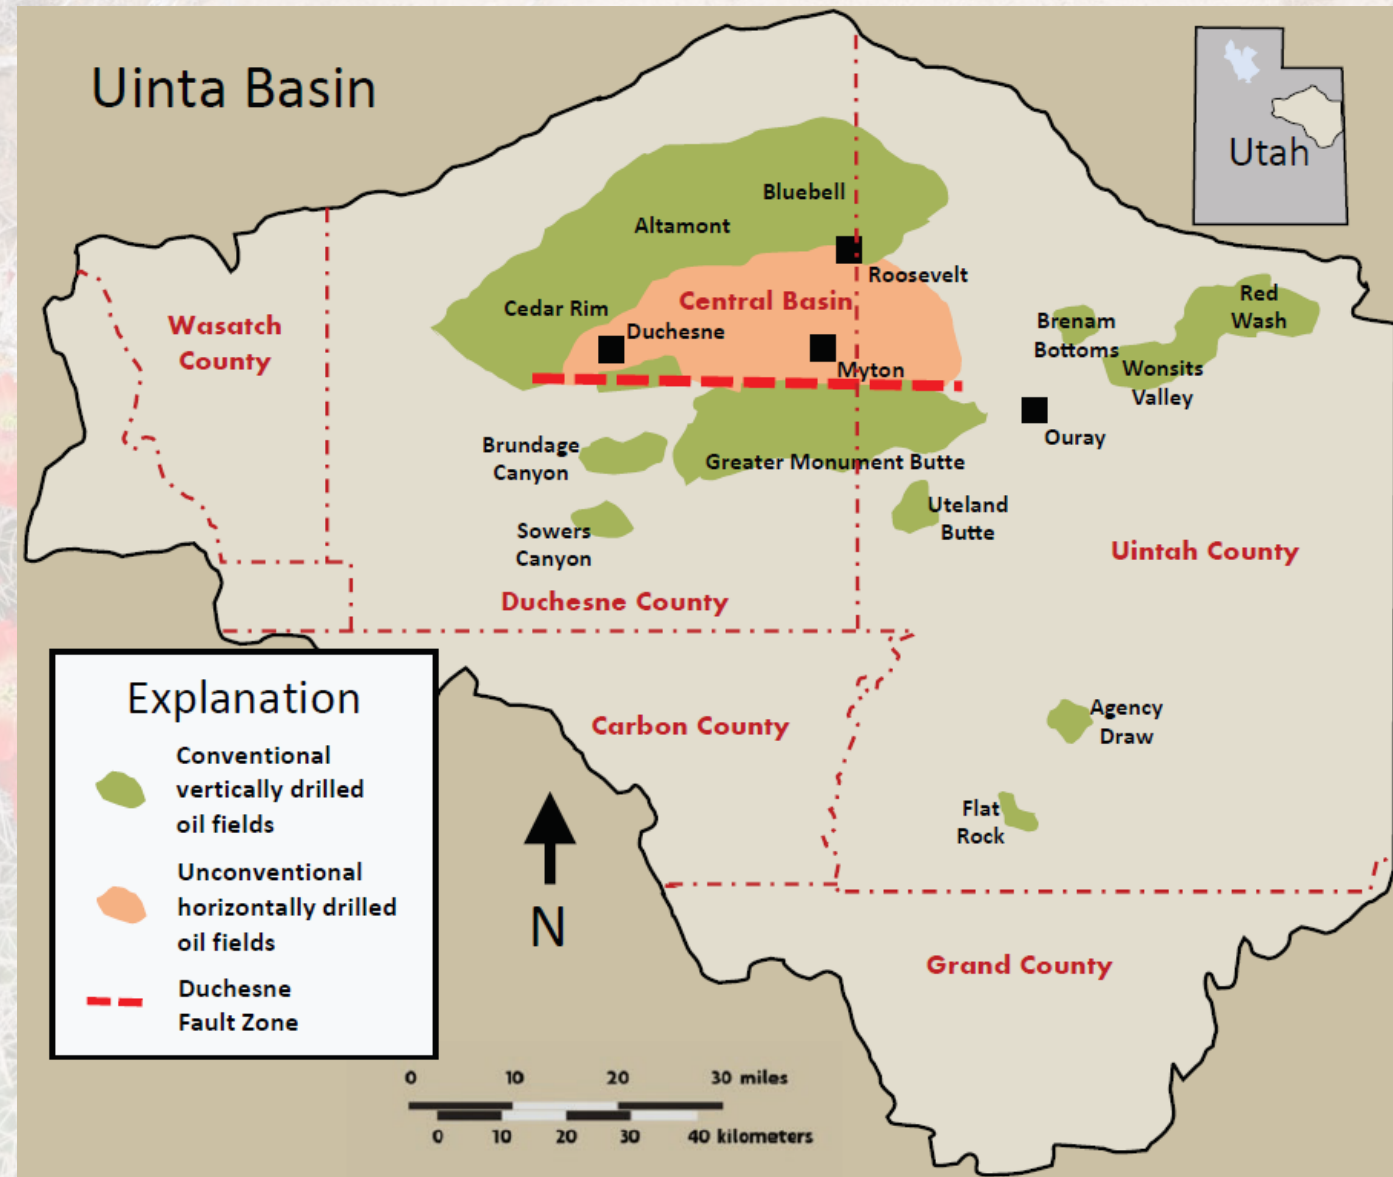 Uinta Basin
Utah
Bluebell
Altamont
Roosevelt
Central Basin
Cedar Rim
Duchesne
Myton
Red
Wash
Brenam
Bottoms
Wonsits
Valley
Ouray
Wasatch
County
Brundage
Canyon
Greater Monument Butte
Uteland
Butte
Sowers
Canyon
Uintah County
Duchesne County
Carbon County
Agency
Draw
Flat
Rock
Grand County
Explanation
Conventional
vertically drilled
oil fields
Unconventional
horizontally drilled
oil fields
Duchesne
Fault Zone
N
0 10 20 30 miles
0 10 20 30 40 kilometers